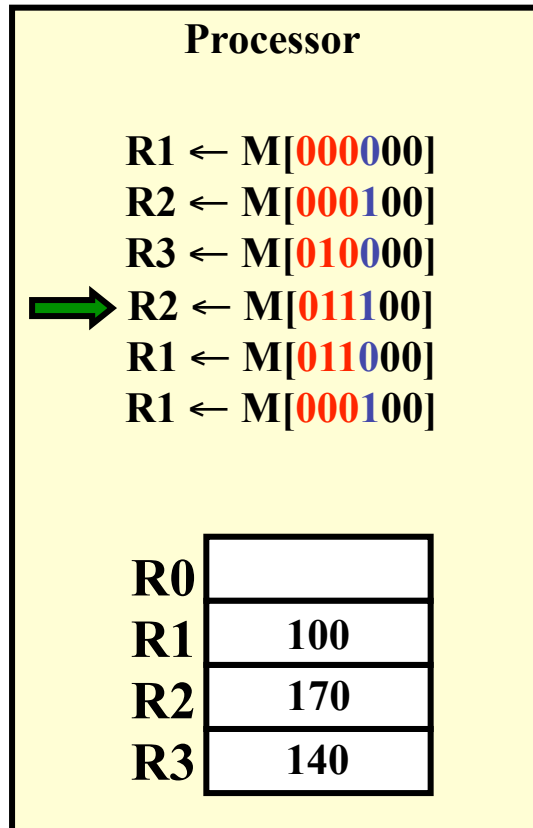 Processor
R1 ← M[000000]
R2 ← M[000100]
R3 ← M[010000]
R2 ← M[011100]
R1 ← M[011000]
R1 ← M[000100]
R0
R1 100
R2 170
R3 140